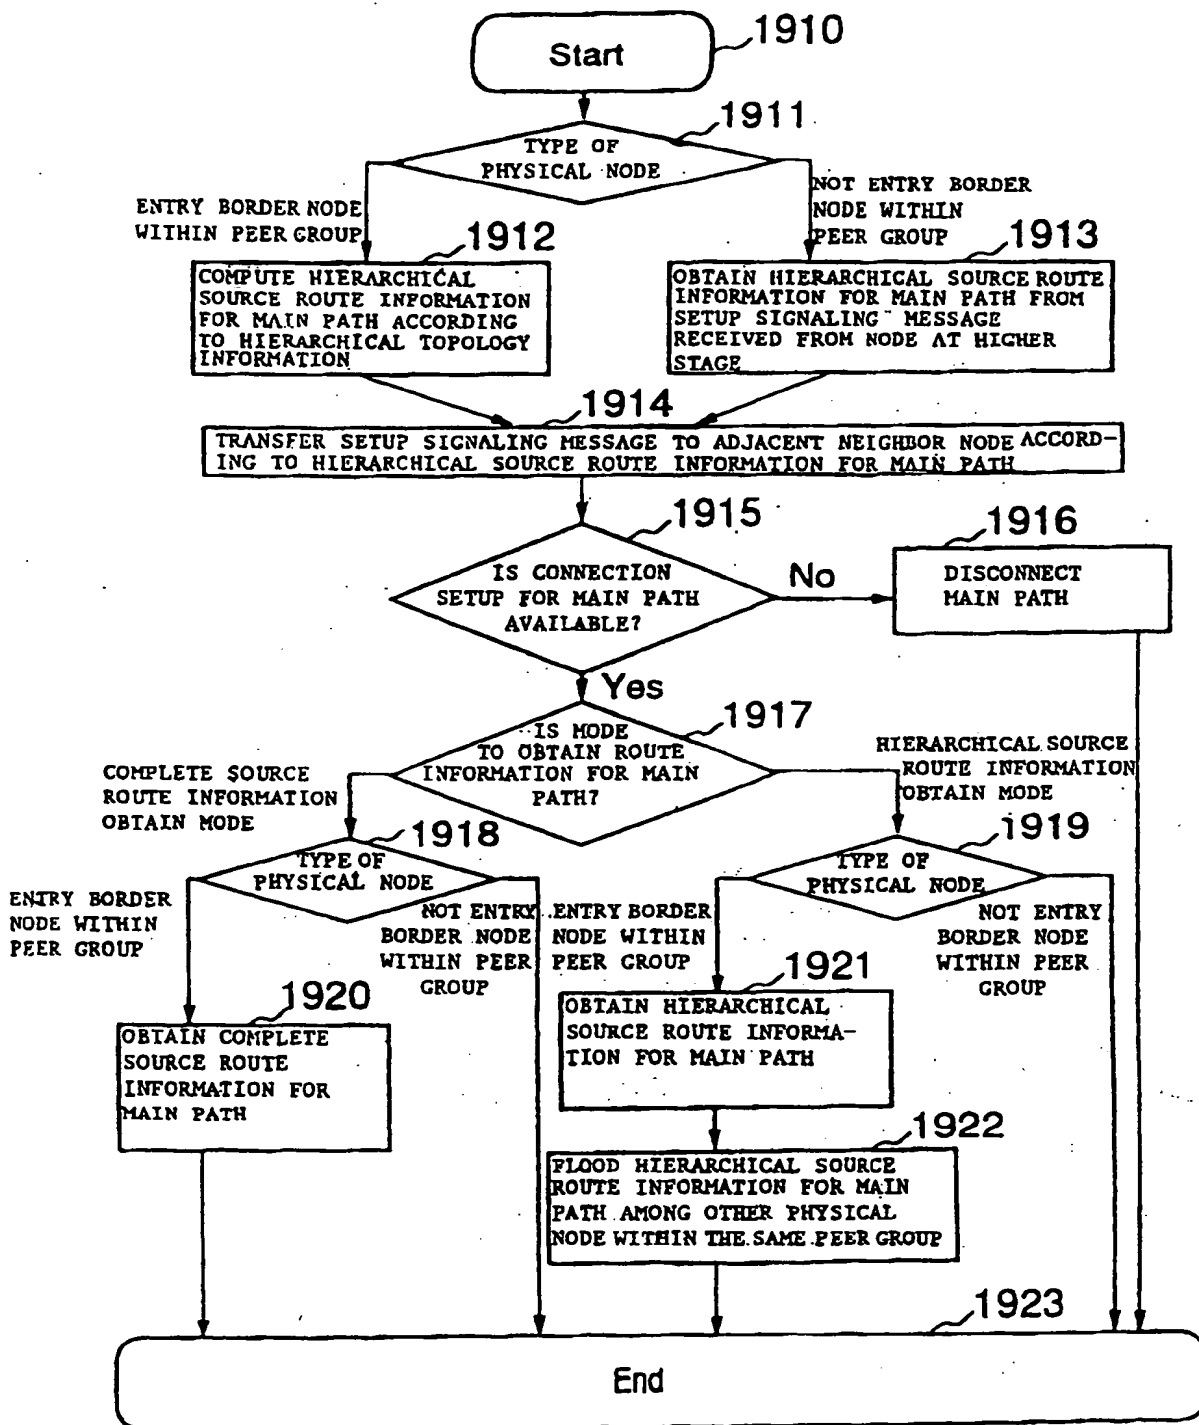 Start
1910
1911
TYPE OF
PHYSICAL NODE
ENTRY BORDER NODE
WITHIN PEER GROUP
NOT ENTRY BORDER
NODE WITHIN
PEER GROUP
1912
COMPUTE HIERARCHICAL
SOURCE ROUTE INFORMATION
FOR MAIN PATH ACCORDING
TO HIERARCHICAL TOPOLOGY
INFORMATION
1913
OBTAIN HIERARCHICAL SOURCE ROUTE
INFORMATION FOR MAIN PATH FROM
SETUP SIGNALING MESSAGE
RECEIVED FROM NODE AT HIGHER
STAGE
1914
TRANSFER SETUP SIGNALING MESSAGE TO ADJACENT NEIGHBOR NODE ACCORD-
ING TO HIERARCHICAL SOURCE ROUTE INFORMATION FOR MAIN PATH
1915
IS CONNECTION
SETUP FOR MAIN PATH
AVAILABLE?
No
1916
DISCONNECT
MAIN PATH
Yes
1917
IS MODE
TO OBTAIN ROUTE
INFORMATION FOR MAIN
PATH?
COMPLETE SOURCE
ROUTE INFORMATION
OBTAIN MODE
HIERARCHICAL SOURCE
ROUTE INFORMATION
OBTAIN MODE
1918
TYPE OF
PHYSICAL NODE
1919
TYPE OF
PHYSICAL NODE
ENTRY BORDER
NODE WITHIN
PEER GROUP
NOT ENTRY
BORDER NODE
WITHIN PEER
GROUP
ENTRY BORDER
NODE WITHIN
PEER GROUP
NOT ENTRY
BORDER NODE
WITHIN PEER
GROUP
1920
OBTAIN COMPLETE
SOURCE ROUTE
INFORMATION FOR
MAIN PATH
1921
OBTAIN HIERARCHICAL
SOURCE ROUTE INFORMA-
TION FOR MAIN PATH
1922
FLOOD HIERARCHICAL SOURCE
ROUTE INFORMATION FOR MAIN
PATH AMONG OTHER PHYSICAL
NODE WITHIN THE SAME PEER GROUP
1923
End